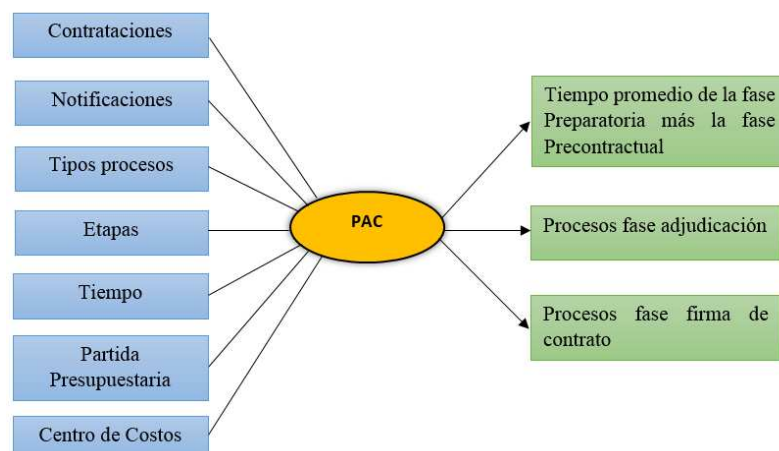 Contrataciones
Notificaciones
Tipos procesos
Etapas
Tiempo
Partida
Presupuestaria
Centro de Costos
PAC
Tiempo promedio de la fase
Preparatoria más la fase
Precontractual
Procesos fase adjudicación
Procesos fase firma de
contrato